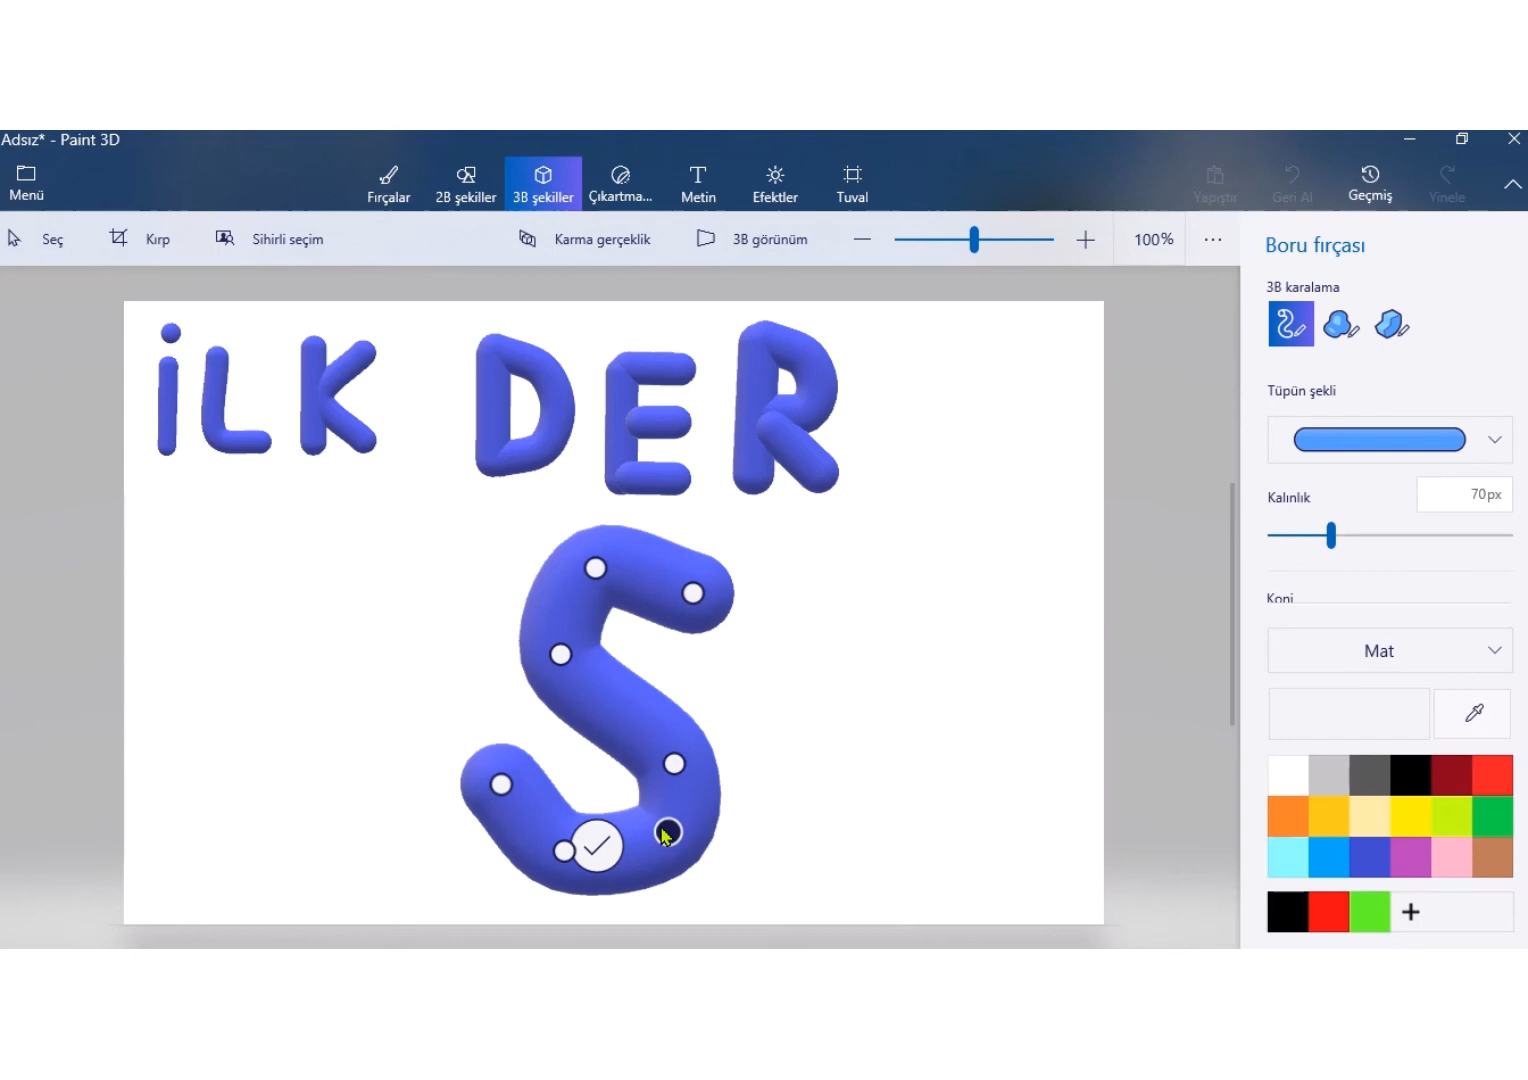 Adsız* - Paint 3D
Menü
Fırçalar
2B şekiller
3B şekiller
Çıkartma...
Metin
Efektler
Tuval
Yapıştır
Geri Al
Geçmiş
Yinele
Seç
Kırp
Sihirli seçim
Karma gerçeklik
3B görünüm
100%
Boru fırçası
3B karalama
Tüpün şekli
Kalınlık
70px
Koni
Mat
İLK DER
S